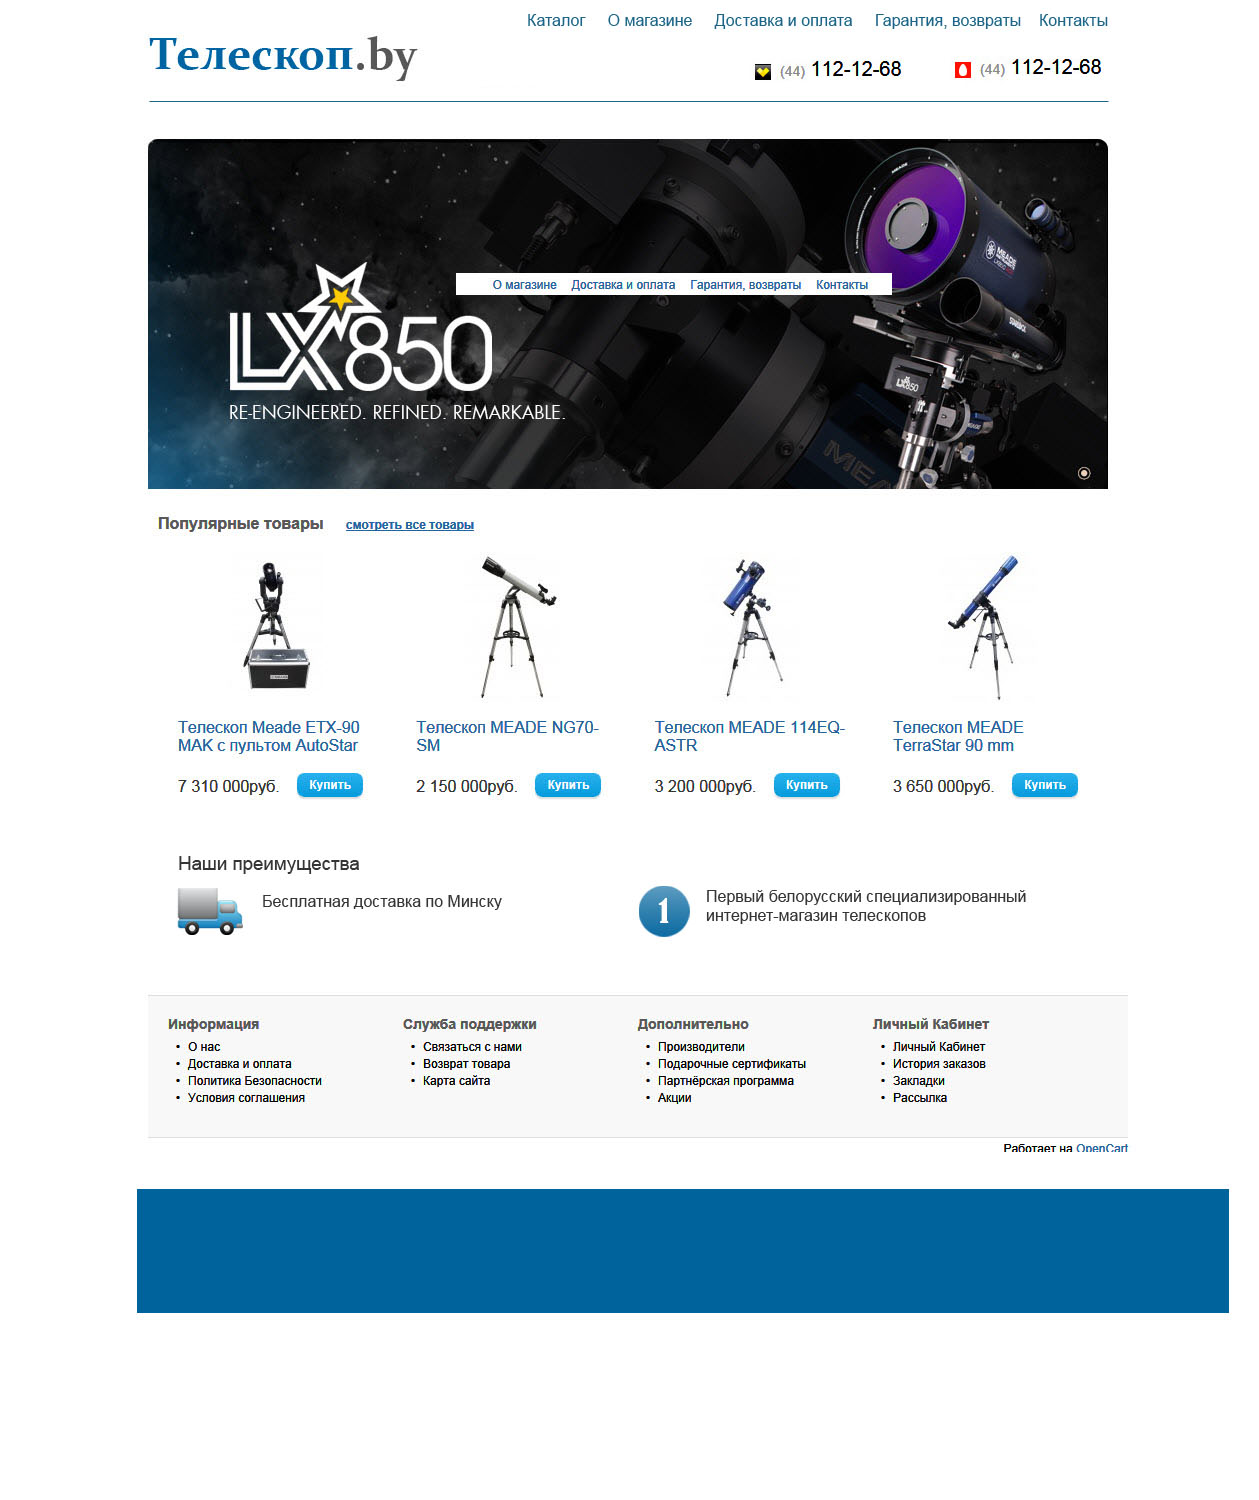 Каталог О магазине Доставка и оплата Гарантия, возвраты Контакты
Телескоп.by
(44) 112-12-68 (44) 112-12-68
MEADE
О магазине Доставка и оплата Гарантия, возвраты Контакты
STARLOCK
LX850
LX850
RE-ENGINEERED. REFINED. REMARKABLE.
MEADE
MEADE
Популярные товары смотреть все товары
Телескоп Meade ETX-90
MAK с пультом AutoStar
7 310 000руб. Купить
Телескоп MEADE NG70-
SM
2 150 000руб. Купить
Телескоп MEADE 114EQ-
ASTR
3 200 000руб. Купить
Телескоп MEADE
TerraStar 90 mm
3 650 000руб. Купить
Наши преимущества
Бесплатная доставка по Минску
1
Первый белорусский специализированный
интернет-магазин телескопов
Информация
• О нас
• Доставка и оплата
• Политика Безопасности
• Условия соглашения
Служба поддержки
• Связаться с нами
• Возврат товара
• Карта сайта
Дополнительно
• Производители
• Подарочные сертификаты
• Партнёрская программа
• Акции
Личный Кабинет
• Личный Кабинет
• История заказов
• Закладки
• Рассылка
Работает на OpenCart